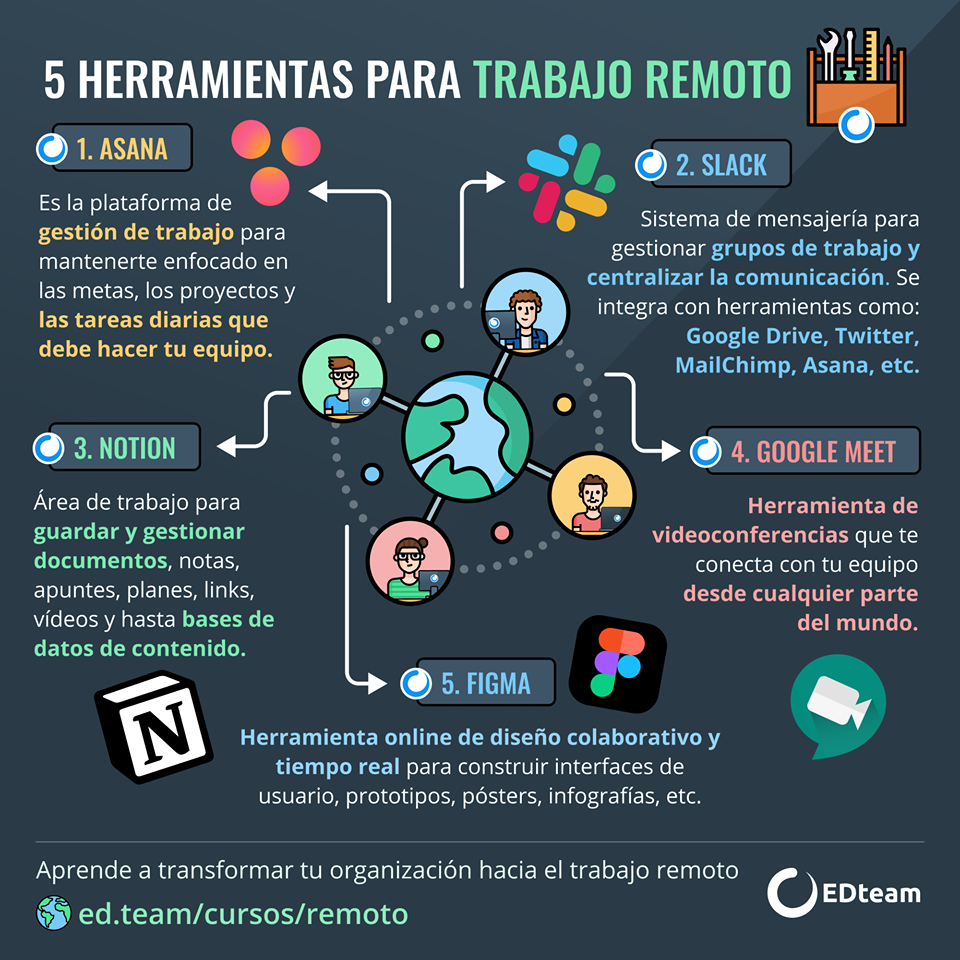 5 HERRAMIENTAS PARA TRABAJO REMOTO
1. ASANA
Es la plataforma de
gestión de trabajo para
mantenerte enfocado en
las metas, los proyectos y
las tareas diarias que
debe hacer tu equipo.
2. SLACK
Sistema de mensajería para
gestionar grupos de trabajo y
centralizar la comunicación. Se
integra con herramientas como:
Google Drive, Twitter,
MailChimp, Asana, etc.
3. NOTION
Área de trabajo para
guardar y gestionar
documentos, notas,
apuntes, planes, links,
vídeos y hasta bases de
datos de contenido.
N
4. GOOGLE MEET
Herramienta de
videoconferencias que te
conecta con tu equipo
desde cualquier parte
del mundo.
5. FIGMA
Herramienta online de diseño colaborativo y
tiempo real para construir interfaces de
usuario, prototipos, pósters, infografías, etc.
Aprende a transformar tu organización hacia el trabajo remoto
ed.team/cursos/remoto
EDteam